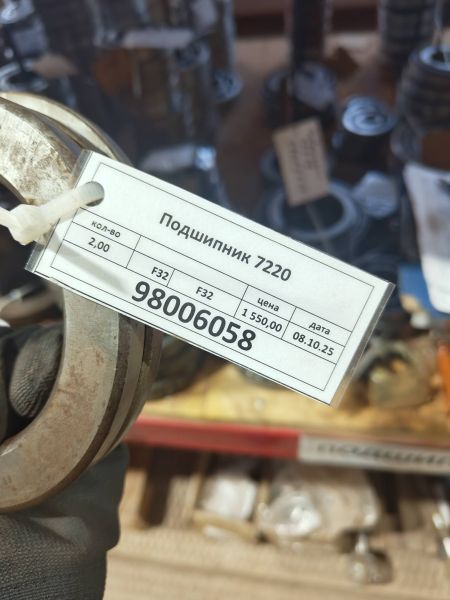 Подшипник 7220
кол-во цена дата
2,00 F32 F32 1 550,00 08.10.25
98006058